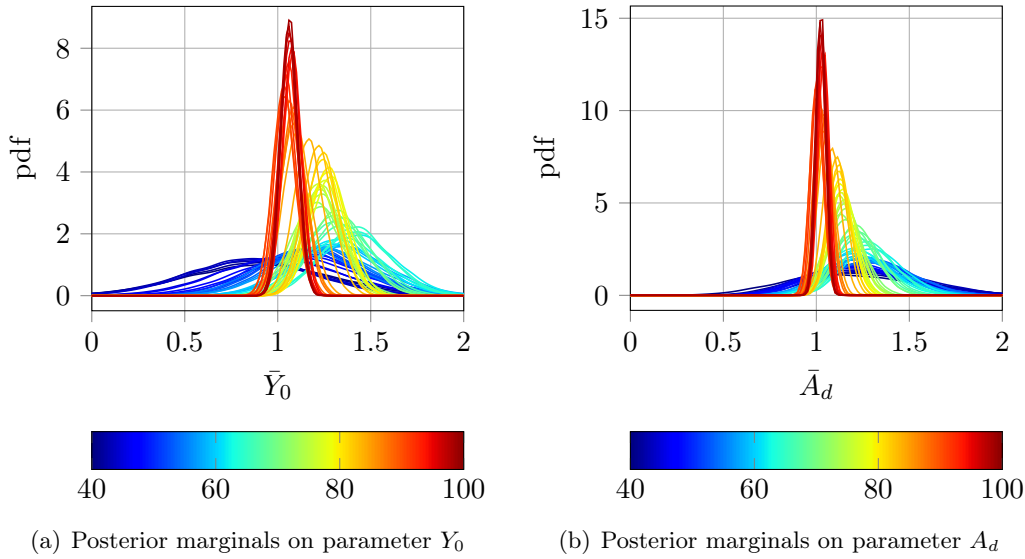 pdf
8
6
4
2
0
0 0.5 1 1.5 2
Ȳ₀
40 60 80 100
(a) Posterior marginals on parameter Y₀
pdf
15
10
5
0
0 0.5 1 1.5 2
Ā_d
40 60 80 100
(b) Posterior marginals on parameter A_d